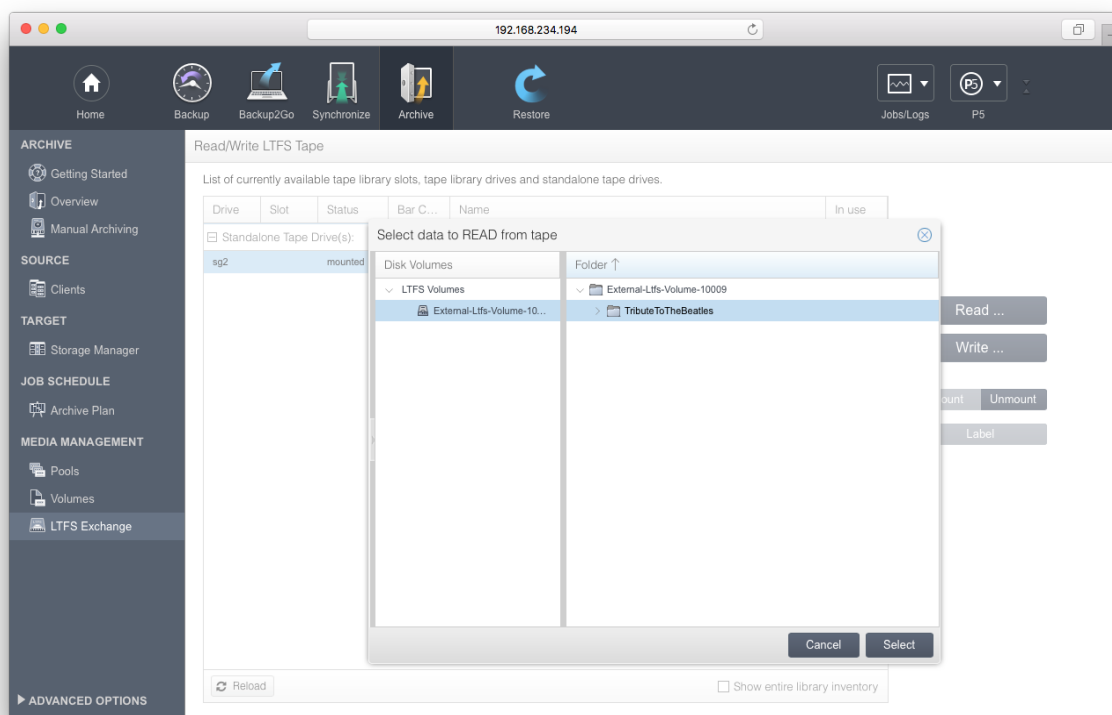 192.168.234.194
Home
Backup
Backup2Go
Synchronize
Archive
Restore
Jobs/Logs
P5
P5
ARCHIVE
Getting Started
Overview
Manual Archiving
SOURCE
Clients
TARGET
Storage Manager
JOB SCHEDULE
Archive Plan
MEDIA MANAGEMENT
Pools
Volumes
LTFS Exchange
ADVANCED OPTIONS
Read/Write LTFS Tape
List of currently available tape library slots, tape library drives and standalone tape drives.
Drive Slot Status Bar C... Name In use
Standalone Tape Drive(s):
sg2 mounted
Select data to READ from tape
Disk Volumes
LTFS Volumes
External-Ltfs-Volume-10...
Folder ↑
External-Ltfs-Volume-10009
TributeToTheBeatles
Cancel Select
Read ...
Write ...
ount Unmount
Label
Reload
Show entire library inventory